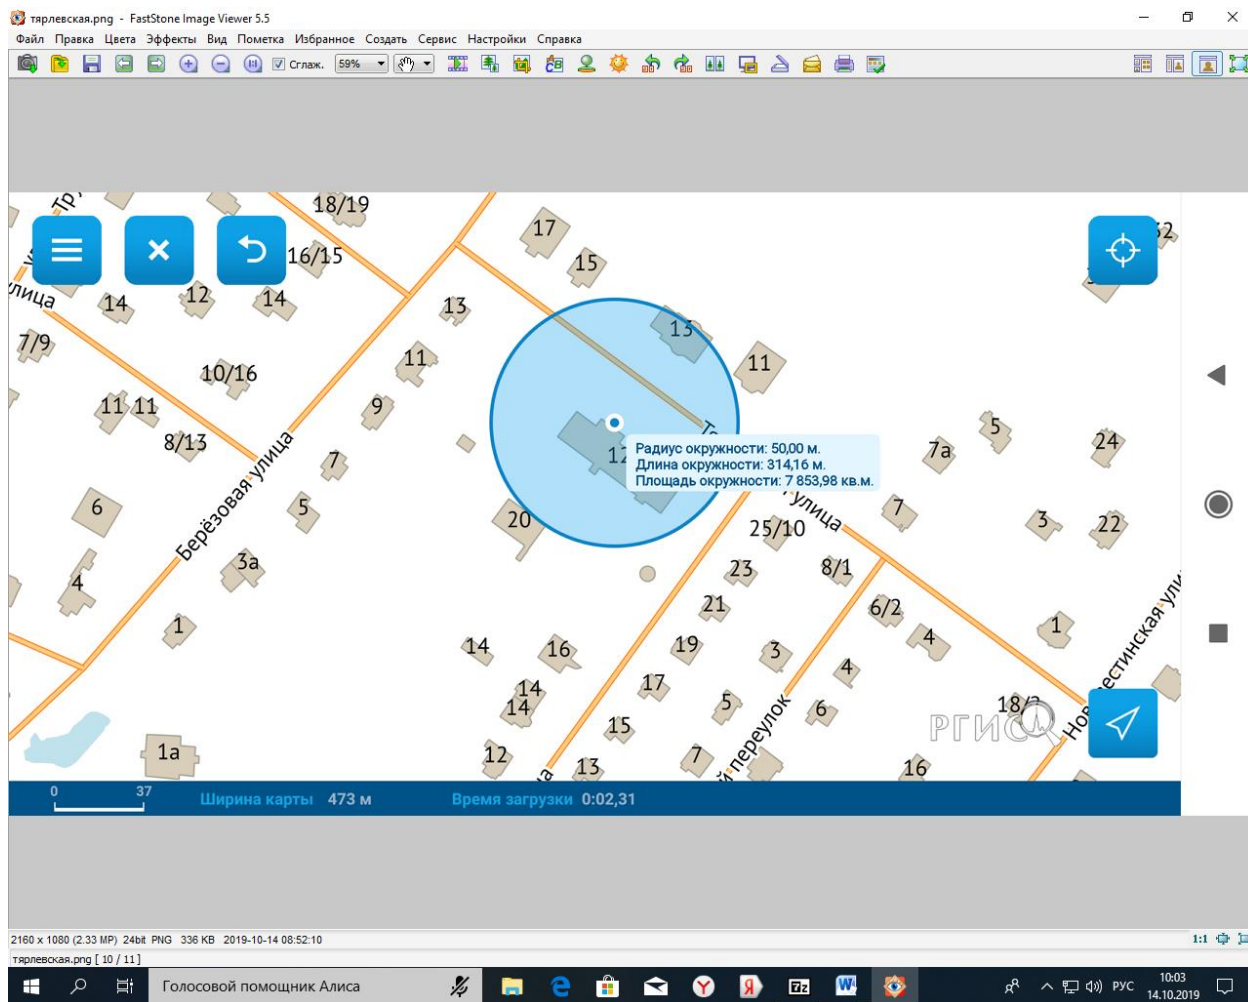 тярлевская.png - FastStone Image Viewer 5.5
Файл Правка Цвета Эффекты Вид Пометка Избранное Создать Сервис Настройки Справка
Сглаж. 59%
18/19
17
16/15
15
улица
14
12
14
13
13
7/9
11
11
10/16
11 11
9
8/13
7
5
7а
24
Радиус окружности: 50,00 м.
Длина окружности: 314,16 м.
Площадь окружности: 7 853,98 кв.м.
Берёзовая улица
6
5
20
улица
7
3
22
25/10
3а
4
23
8/1
21
6/2
1
14
16
19
3
4
1
Нововестинская ули
17
4
14
14
5
6
18/2
15
РГИС
й переулок
1а
12
13
7
16
0 37
Ширина карты 473 м
Время загрузки 0:02,31
2160 x 1080 (2.33 MP) 24bit PNG 336 KB 2019-10-14 08:52:10
1:1
тярлевская.png [ 10 / 11 ]
Голосовой помощник Алиса
7z
W
РУС
10:03
14.10.2019